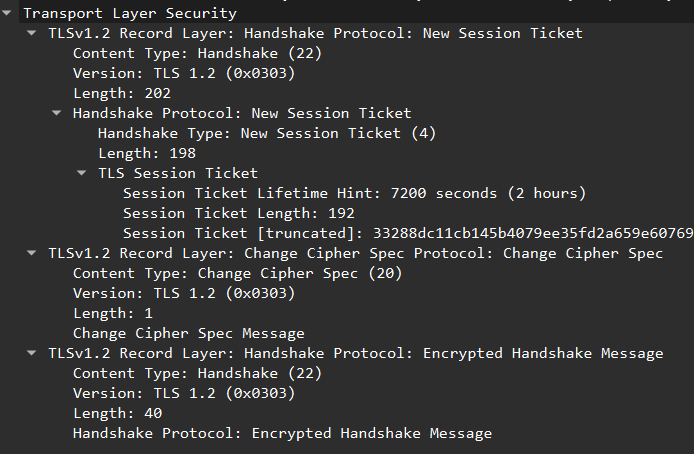 Transport Layer Security
TLSv1.2 Record Layer: Handshake Protocol: New Session Ticket
Content Type: Handshake (22)
Version: TLS 1.2 (0x0303)
Length: 202
Handshake Protocol: New Session Ticket
Handshake Type: New Session Ticket (4)
Length: 198
TLS Session Ticket
Session Ticket Lifetime Hint: 7200 seconds (2 hours)
Session Ticket Length: 192
Session Ticket [truncated]: 33288dc11cb145b4079ee35fd2a659e60769
TLSv1.2 Record Layer: Change Cipher Spec Protocol: Change Cipher Spec
Content Type: Change Cipher Spec (20)
Version: TLS 1.2 (0x0303)
Length: 1
Change Cipher Spec Message
TLSv1.2 Record Layer: Handshake Protocol: Encrypted Handshake Message
Content Type: Handshake (22)
Version: TLS 1.2 (0x0303)
Length: 40
Handshake Protocol: Encrypted Handshake Message